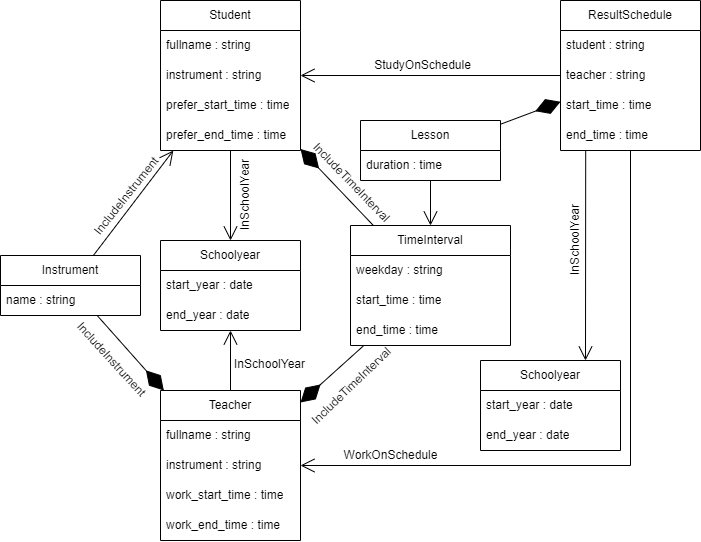 Student
fullname : string
instrument : string
prefer_start_time : time
prefer_end_time : time
ResultSchedule
student : string
teacher : string
start_time : time
end_time : time
StudyOnSchedule
Lesson
duration : time
IncludeInstrument
InSchoolYear
IncludeTimeInterval
InSchoolYear
Instrument
name : string
Schoolyear
start_year : date
end_year : date
TimeInterval
weekday : string
start_time : time
end_time : time
IncludeInstrument
InSchoolYear
IncludeTimeInterval
Schoolyear
start_year : date
end_year : date
Teacher
fullname : string
instrument : string
work_start_time : time
work_end_time : time
WorkOnSchedule